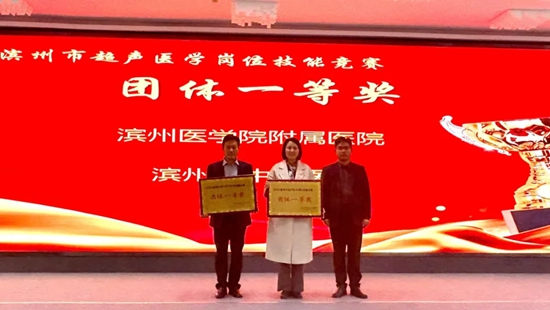 滨州市超声医学岗位技能竞赛
团体一等奖
滨州医学院附属医院
滨州 中
团体一等奖
团体一等奖